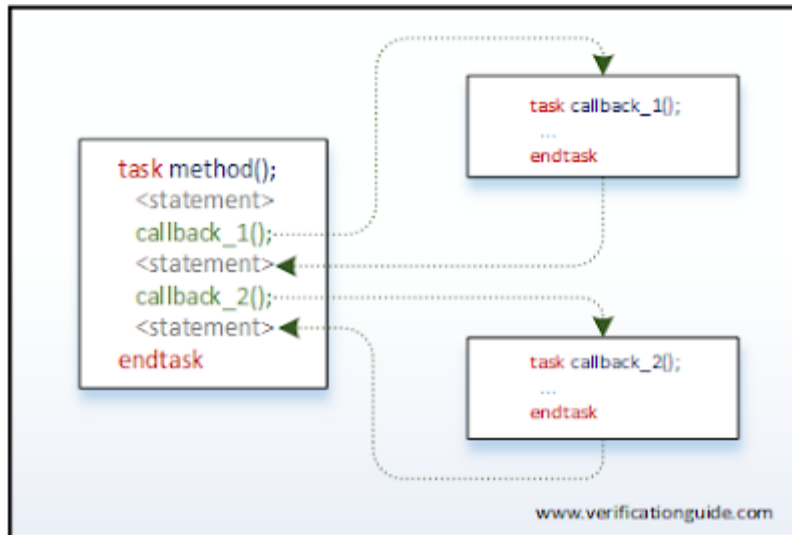 task method();
<statement>
callback_1();
<statement>
callback_2();
<statement>
endtask
task callback_1();
...
endtask
task callback_2();
...
endtask
www.verificationguide.com